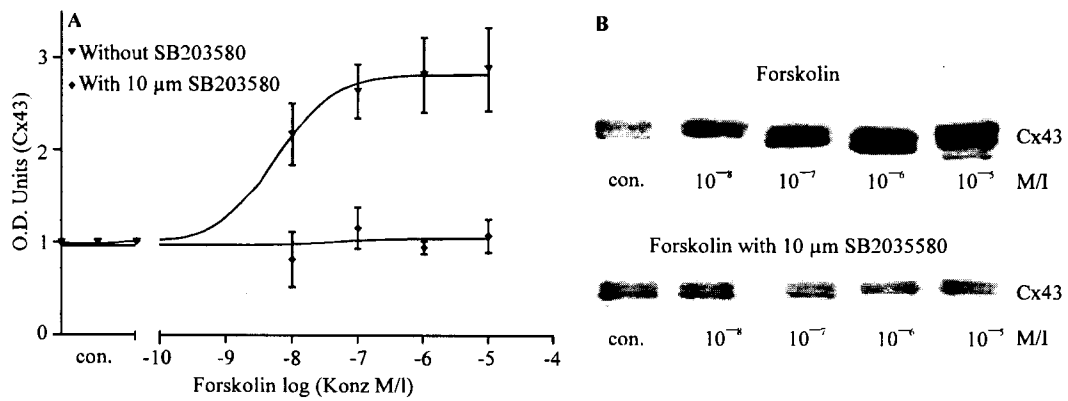 A
Without SB203580
With 10 µm SB203580
O.D. Units (Cx43)
3
2
1
0
con.
-10 -9 -8 -7 -6 -5 -4
Forskolin log (Konz M/l)
B
Forskolin
Cx43
con. 10⁻⁸ 10⁻⁷ 10⁻⁶ 10⁻⁵ M/l
Forskolin with 10 µm SB2035580
Cx43
con. 10⁻⁸ 10⁻⁷ 10⁻⁶ 10⁻⁵ M/l